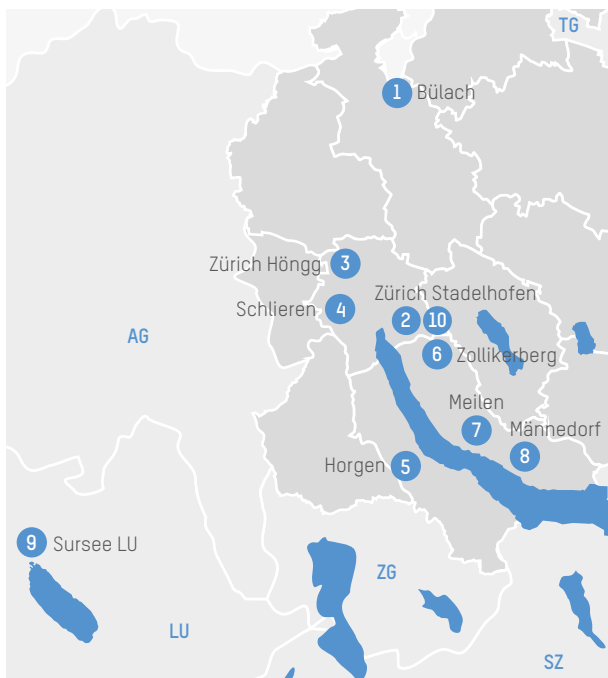 TG
1 Bülach
Zürich Höngg 3
Schlieren 4
Zürich Stadelhofen
2 10
AG
6 Zollikerberg
Meilen
7
Männedorf
8
Horgen 5
9 Sursee LU
ZG
LU
SZ